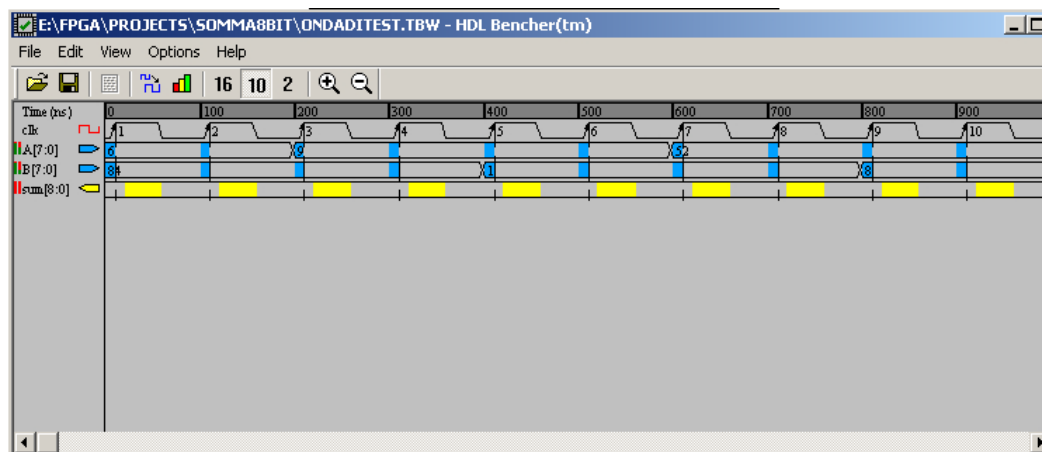 E:\FPGA\PROJECTS\SOMMA8BIT\ONDADITEST.TBW - HDL Bencher(tm)
File Edit View Options Help
16 10 2
Time (ns) 0 100 200 300 400 500 600 700 800 900
clk 1 2 3 4 5 6 7 8 9 10
A[7:0] 6 9 52
B[7:0] 84 1 8
sum[8:0]